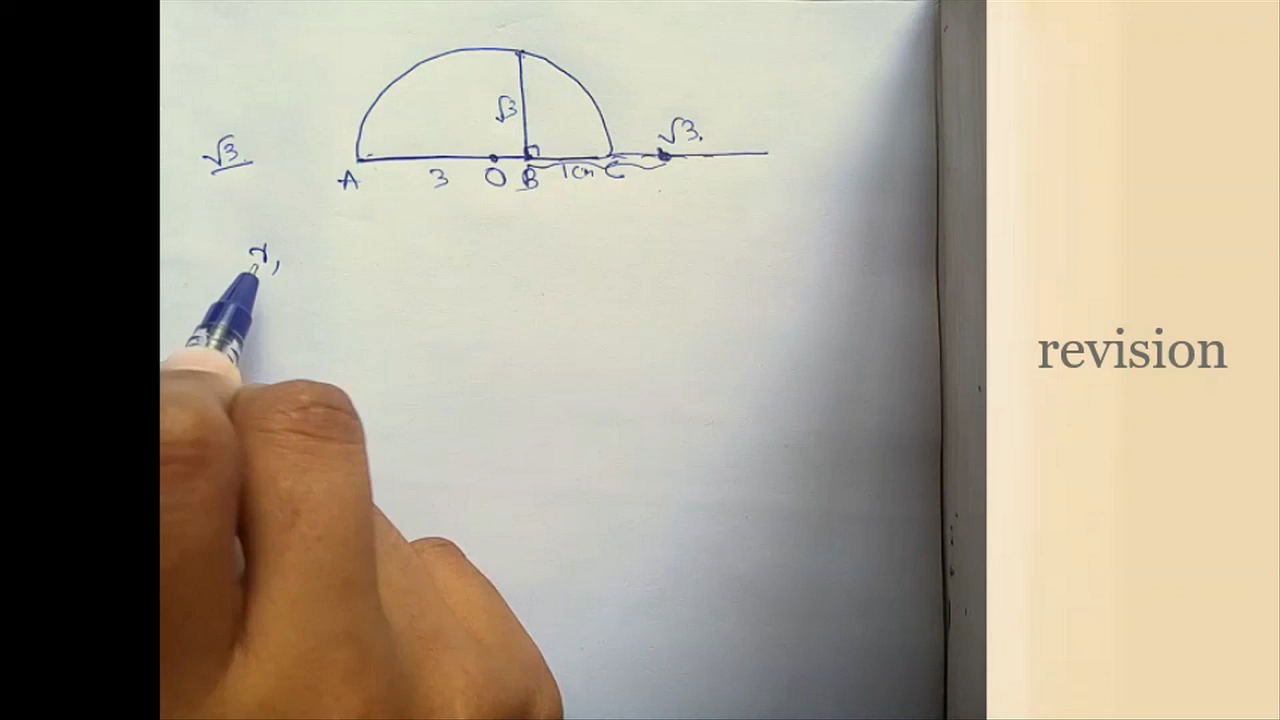 √3
√3.
√3.
A 3 O B 1cm C
revision